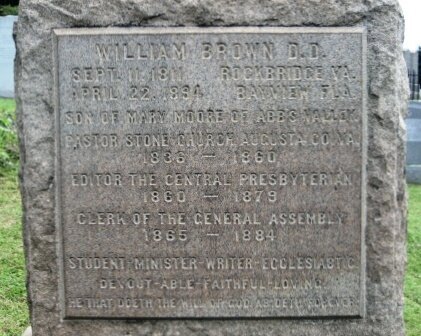 WILLIAM BROWN D.D.
SEPT. 11. 1811. ROCKBRIDGE VA.
APRIL 22. 1894. BAYVIEW FLA.
SON OF MARY MOORE OF ABBS VALLEY.
PASTOR STONE CHURCH AUGUSTA CO. VA.
1836 — 1860
EDITOR THE CENTRAL PRESBYTERIAN
1860 — 1879
CLERK OF THE GENERAL ASSEMBLY
1865 — 1884
STUDENT-MINISTER-WRITER-ECCLESIASTIC
DEVOUT-ABLE-FAITHFUL-LOVING.
HE THAT DOETH THE WILL OF GOD, ABIDETH FOREVER.